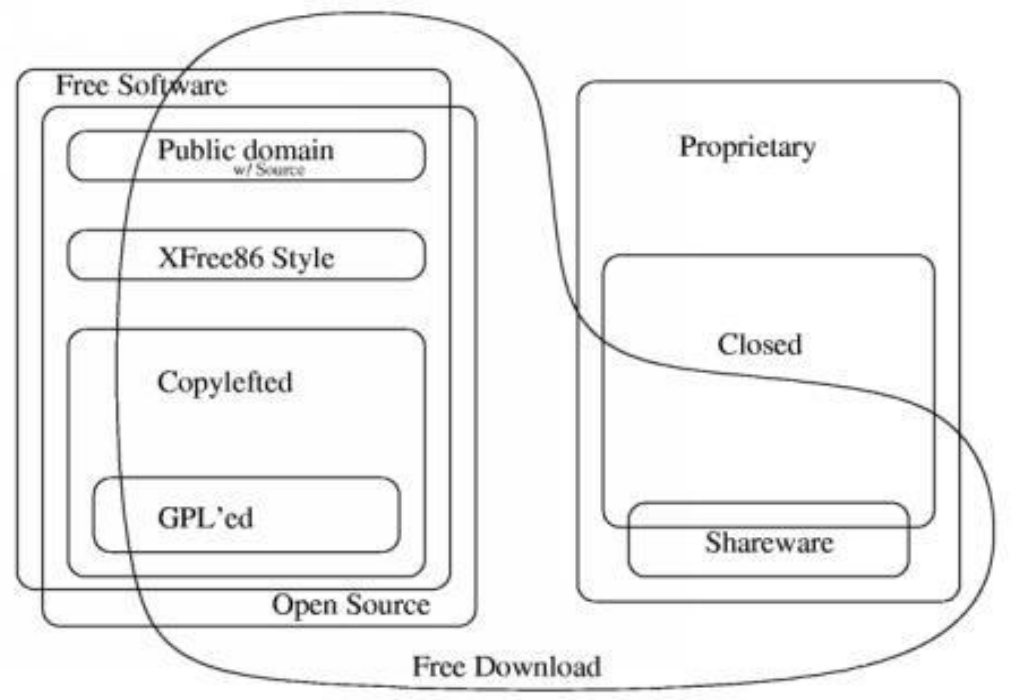 Free Software
Public domain
w/ Source
XFree86 Style
Copylefted
GPL'ed
Open Source
Proprietary
Closed
Shareware
Free Download